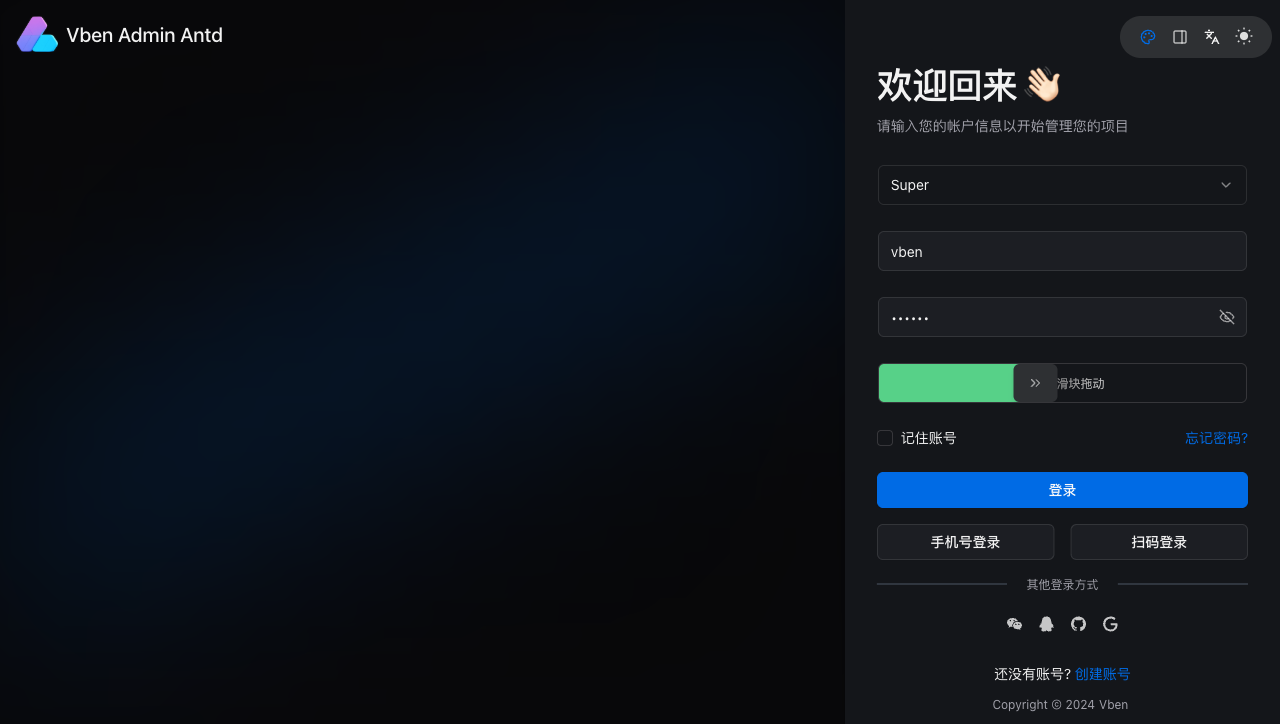 Vben Admin Antd
欢迎回来 👋🏻
请输入您的帐户信息以开始管理您的项目
Super
vben
••••••
滑块拖动
记住账号
忘记密码?
登录
手机号登录
扫码登录
其他登录方式
还没有账号? 创建账号
Copyright © 2024 Vben